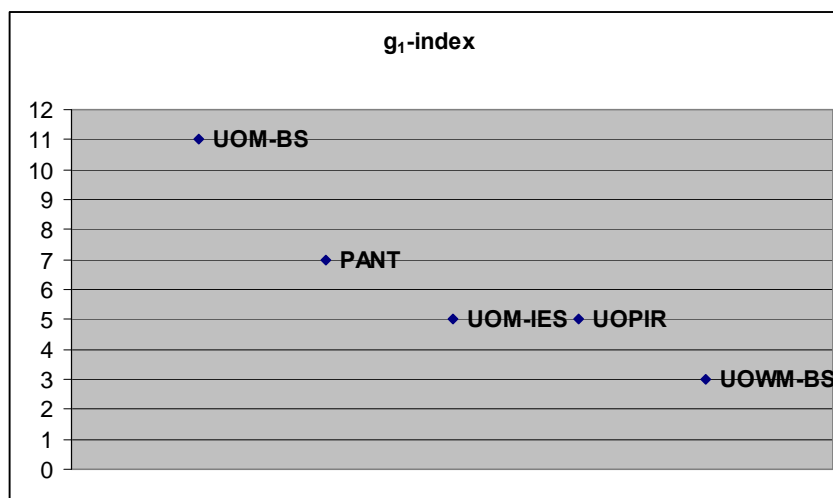 g₁-index
12
11 UOM-BS
10
9
8
7 PANT
6
5 UOM-IES UOPIR
4
3 UOWM-BS
2
1
0